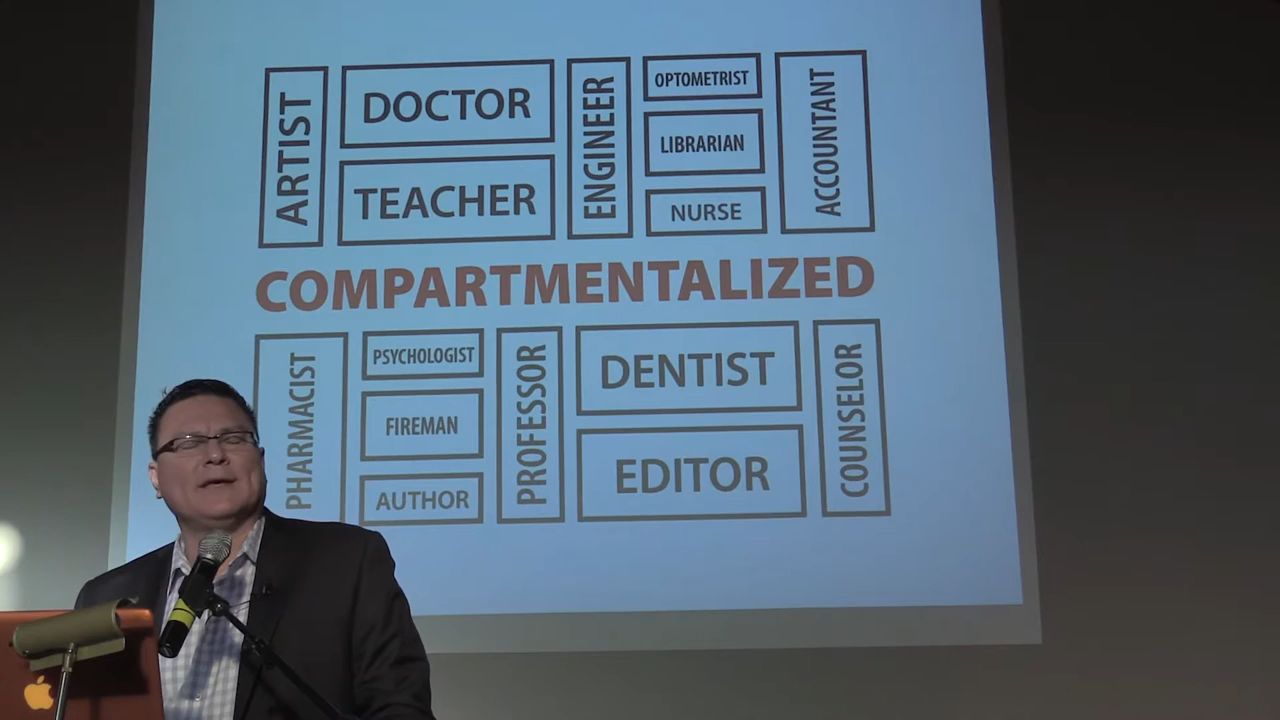 ARTIST
DOCTOR
TEACHER
ENGINEER
OPTOMETRIST
LIBRARIAN
NURSE
ACCOUNTANT
COMPARTMENTALIZED
PHARMACIST
PSYCHOLOGIST
FIREMAN
AUTHOR
PROFESSOR
DENTIST
EDITOR
COUNSELOR